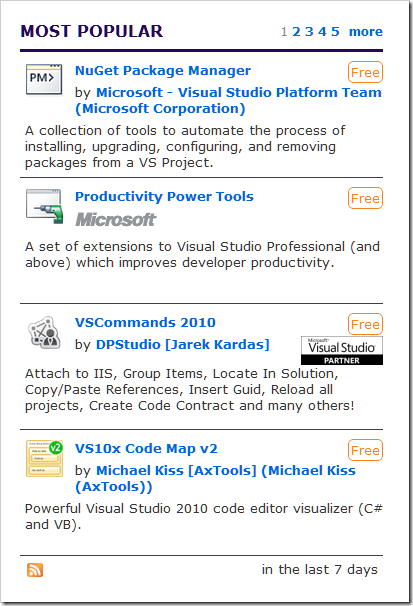 MOST POPULAR 1 2 3 4 5 more
PM>
NuGet Package Manager Free
by Microsoft - Visual Studio Platform Team
(Microsoft Corporation)
A collection of tools to automate the process of
installing, upgrading, configuring, and removing
packages from a VS Project.
Productivity Power Tools Free
Microsoft
A set of extensions to Visual Studio Professional (and
above) which improves developer productivity.
VSCommands 2010 Free
by DPStudio [Jarek Kardas]
Microsoft
Visual Studio
PARTNER
Attach to IIS, Group Items, Locate In Solution,
Copy/Paste References, Insert Guid, Reload all
projects, Create Code Contract and many others!
v2
VS10x Code Map v2 Free
by Michael Kiss [AxTools] (Michael Kiss
(AxTools))
Powerful Visual Studio 2010 code editor visualizer (C#
and VB).
in the last 7 days